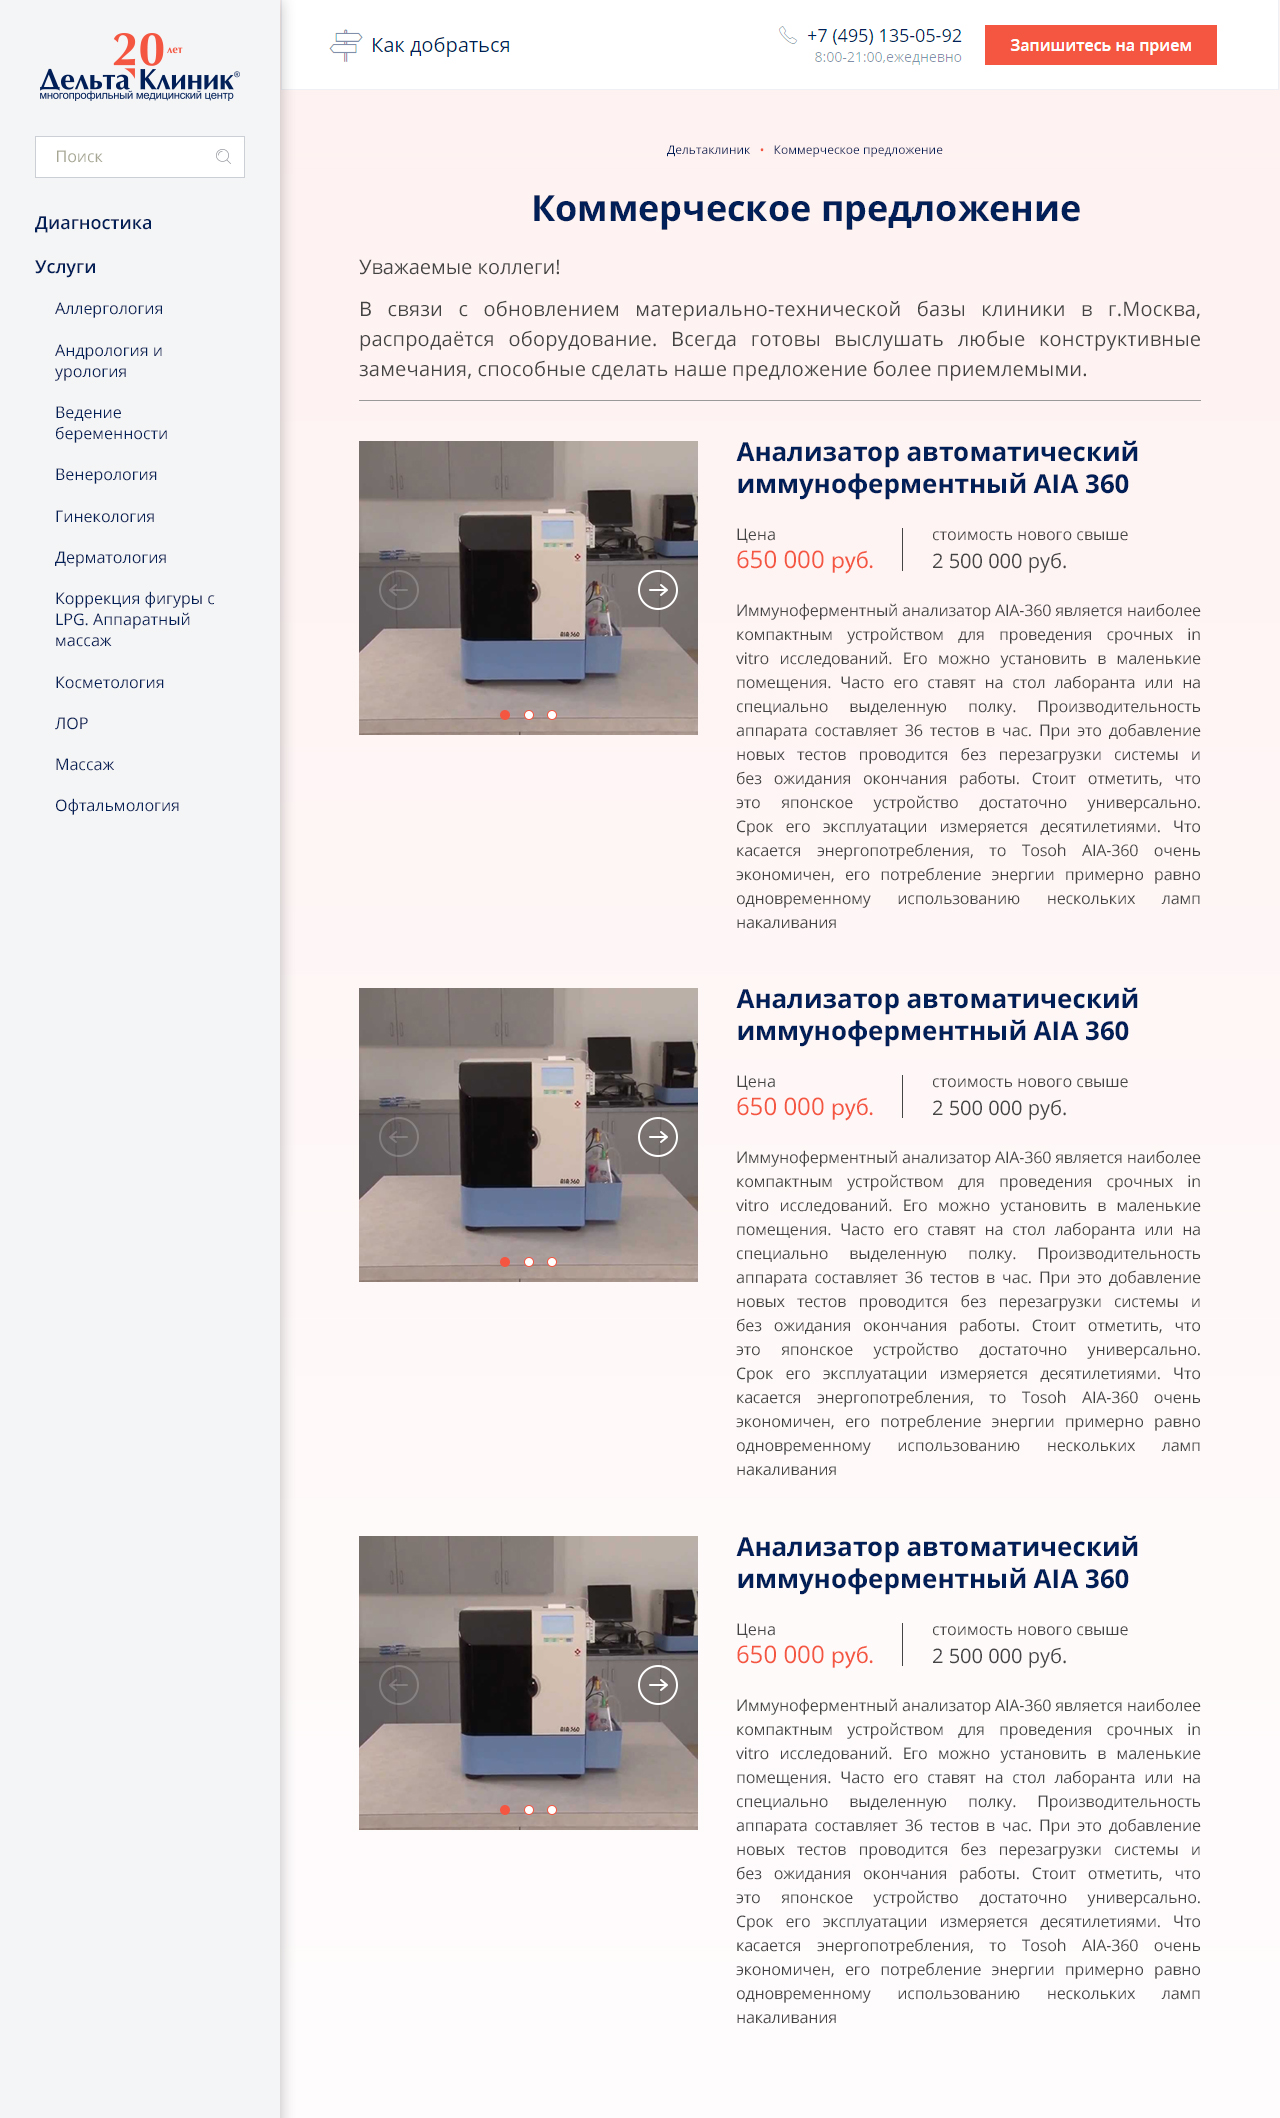 20 лет
Дельта Клиник®
многопрофильный медицинский центр
Поиск
Диагностика
Услуги
Аллергология
Андрология и
урология
Ведение
беременности
Венерология
Гинекология
Дерматология
Коррекция фигуры с
LPG. Аппаратный
массаж
Косметология
ЛОР
Массаж
Офтальмология
Как добраться
+7 (495) 135-05-92
8:00-21:00,ежедневно
Запишитесь на прием
Дельтаклиник • Коммерческое предложение
Коммерческое предложение
Уважаемые коллеги!
В связи с обновлением материально-технической базы клиники в г.Москва,
распродаётся оборудование. Всегда готовы выслушать любые конструктивные
замечания, способные сделать наше предложение более приемлемыми.
AIA 360
Анализатор автоматический
иммуноферментный AIA 360
Цена
650 000 руб.
стоимость нового свыше
2 500 000 руб.
Иммуноферментный анализатор AIA-360 является наиболее
компактным устройством для проведения срочных in
vitro исследований. Его можно установить в маленькие
помещения. Часто его ставят на стол лаборанта или на
специально выделенную полку. Производительность
аппарата составляет 36 тестов в час. При это добавление
новых тестов проводится без перезагрузки системы и
без ожидания окончания работы. Стоит отметить, что
это японское устройство достаточно универсально.
Срок его эксплуатации измеряется десятилетиями. Что
касается энергопотребления, то Tosoh AIA-360 очень
экономичен, его потребление энергии примерно равно
одновременному использованию нескольких ламп
накаливания
AIA 360
Анализатор автоматический
иммуноферментный AIA 360
Цена
650 000 руб.
стоимость нового свыше
2 500 000 руб.
Иммуноферментный анализатор AIA-360 является наиболее
компактным устройством для проведения срочных in
vitro исследований. Его можно установить в маленькие
помещения. Часто его ставят на стол лаборанта или на
специально выделенную полку. Производительность
аппарата составляет 36 тестов в час. При это добавление
новых тестов проводится без перезагрузки системы и
без ожидания окончания работы. Стоит отметить, что
это японское устройство достаточно универсально.
Срок его эксплуатации измеряется десятилетиями. Что
касается энергопотребления, то Tosoh AIA-360 очень
экономичен, его потребление энергии примерно равно
одновременному использованию нескольких ламп
накаливания
AIA 360
Анализатор автоматический
иммуноферментный AIA 360
Цена
650 000 руб.
стоимость нового свыше
2 500 000 руб.
Иммуноферментный анализатор AIA-360 является наиболее
компактным устройством для проведения срочных in
vitro исследований. Его можно установить в маленькие
помещения. Часто его ставят на стол лаборанта или на
специально выделенную полку. Производительность
аппарата составляет 36 тестов в час. При это добавление
новых тестов проводится без перезагрузки системы и
без ожидания окончания работы. Стоит отметить, что
это японское устройство достаточно универсально.
Срок его эксплуатации измеряется десятилетиями. Что
касается энергопотребления, то Tosoh AIA-360 очень
экономичен, его потребление энергии примерно равно
одновременному использованию нескольких ламп
накаливания